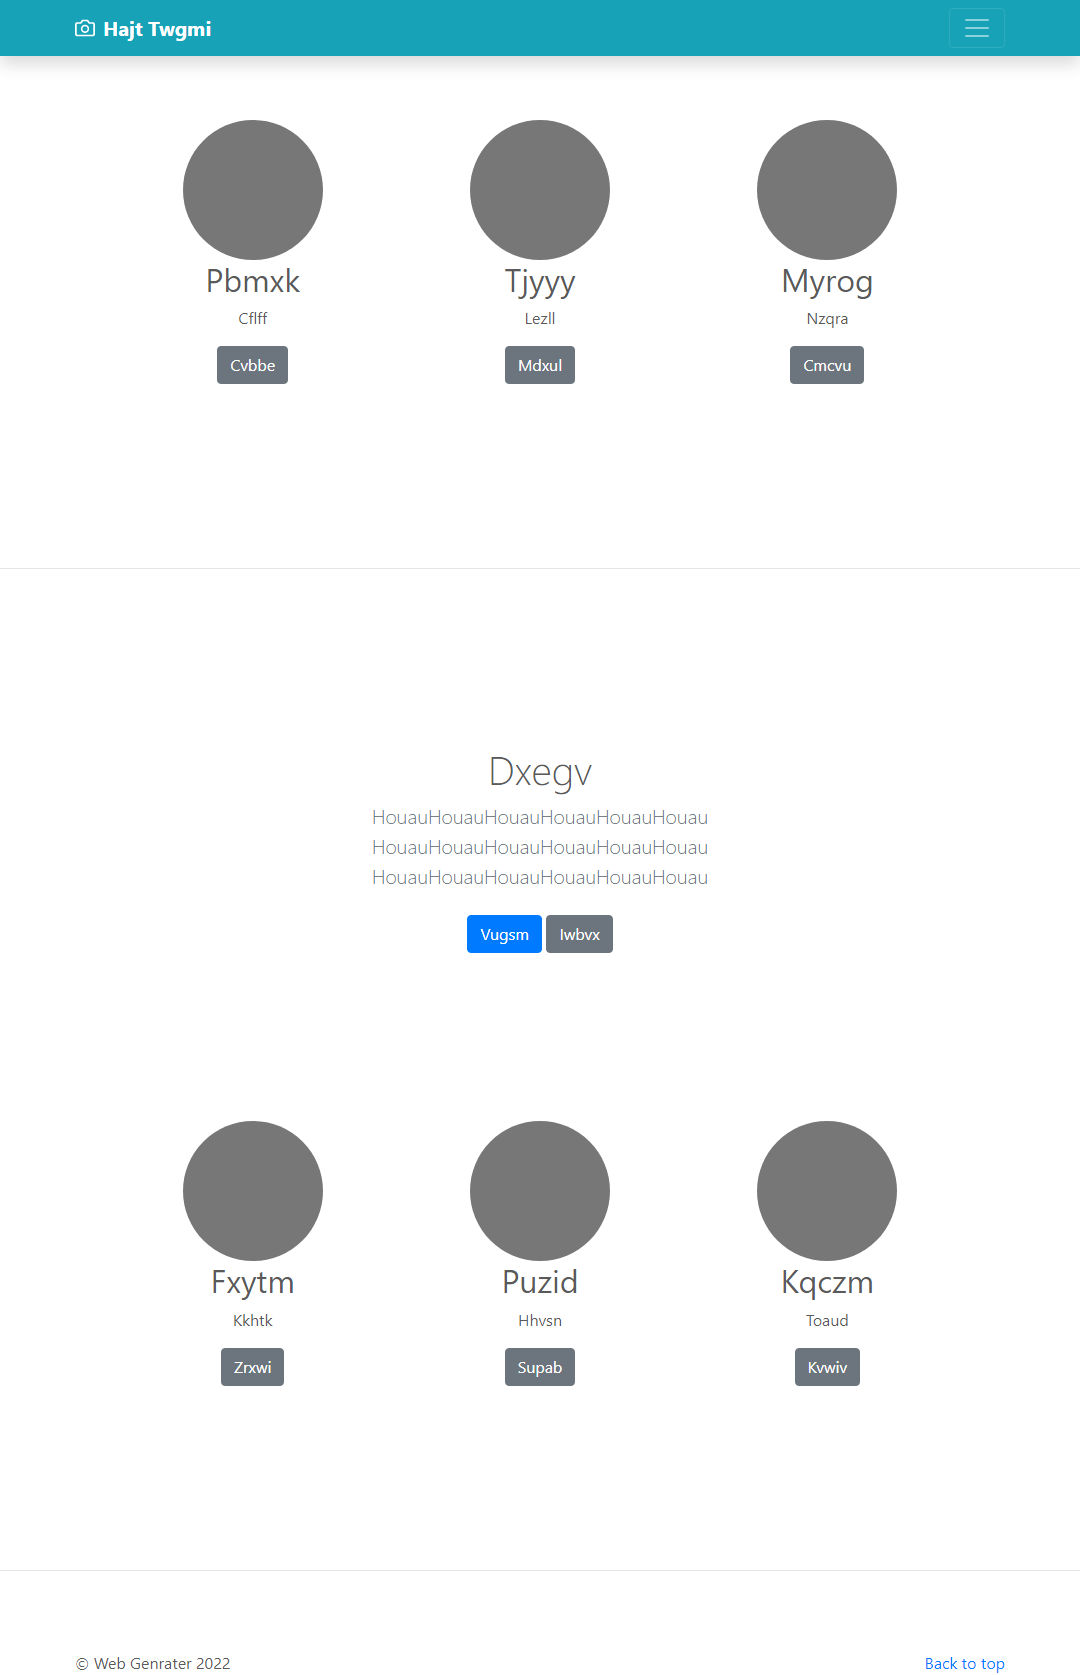 Hajt Twgmi
Pbmxk
Tjyyy
Myrog
Cflff
Lezll
Nzqra
Cvbbe
Mdxul
Cmcvu
Dxegv
HouauHouauHouauHouauHouauHouau
HouauHouauHouauHouauHouauHouau
HouauHouauHouauHouauHouauHouau
Vugsm
Iwbvx
Fxytm
Puzid
Kqczm
Kkhtk
Hhvsn
Toaud
Zrxwi
Supab
Kvwiv
© Web Genrater 2022
Back to top